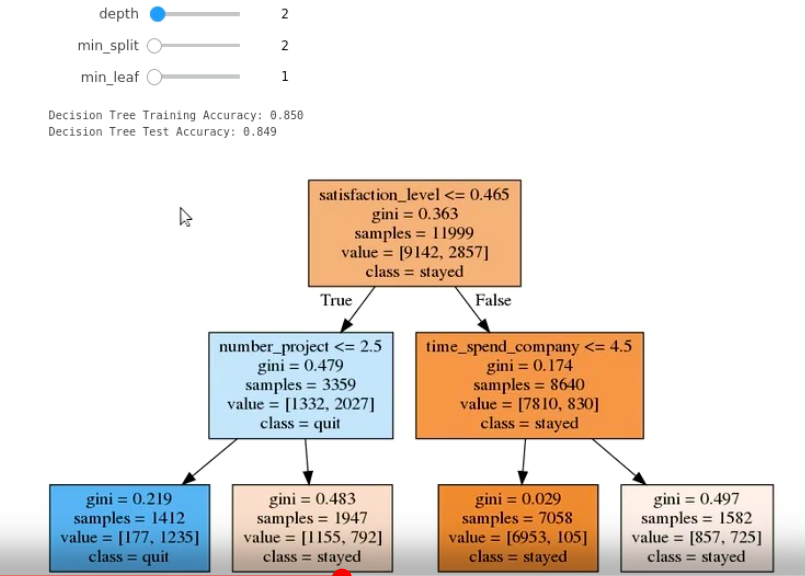 depth 2
min_split 2
min_leaf 1
Decision Tree Training Accuracy: 0.850
Decision Tree Test Accuracy: 0.849
satisfaction_level <= 0.465
gini = 0.363
samples = 11999
value = [9142, 2857]
class = stayed
True
False
number_project <= 2.5
gini = 0.479
samples = 3359
value = [1332, 2027]
class = quit
time_spend_company <= 4.5
gini = 0.174
samples = 8640
value = [7810, 830]
class = stayed
gini = 0.219
samples = 1412
value = [177, 1235]
class = quit
gini = 0.483
samples = 1947
value = [1155, 792]
class = stayed
gini = 0.029
samples = 7058
value = [6953, 105]
class = stayed
gini = 0.497
samples = 1582
value = [857, 725]
class = stayed